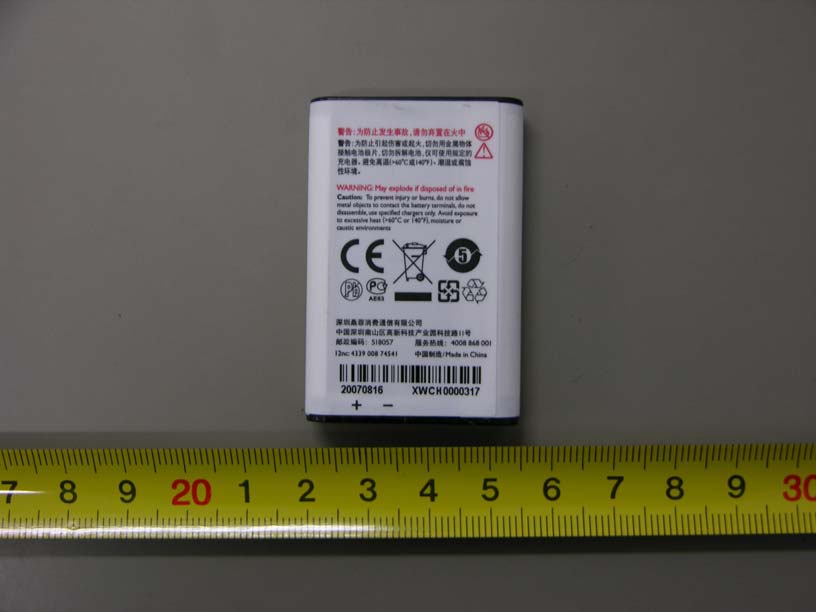 警告:为防止发生事故, 请勿弃置在火中
警告:为防止引起伤害或起火, 切勿用金属物体
接触电池极片, 切勿拆解电池, 仅可使用规定的
充电器。避免高温(>60°C或140°F)、潮湿或腐蚀
性环境。
WARNING: May explode if disposed of in fire
Caution: To prevent injury or burns, do not allow
metal objects to contact the battery terminals, do not
disassemble, use specified chargers only. Avoid exposure
to excessive heat (>60°C or 140°F), moisture or
caustic environments
CE 5
Pb PC
AE83
深圳桑菲消费通信有限公司
中国深圳南山区高新科技产业园科技路11号
邮政编码: 518057 服务热线: 4008 868 001
12nc: 4339 008 74541 中国制造/Made in China
20070816 XWCH0000317
+ −
7 8 9 20 1 2 3 4 5 6 7 8 9 30